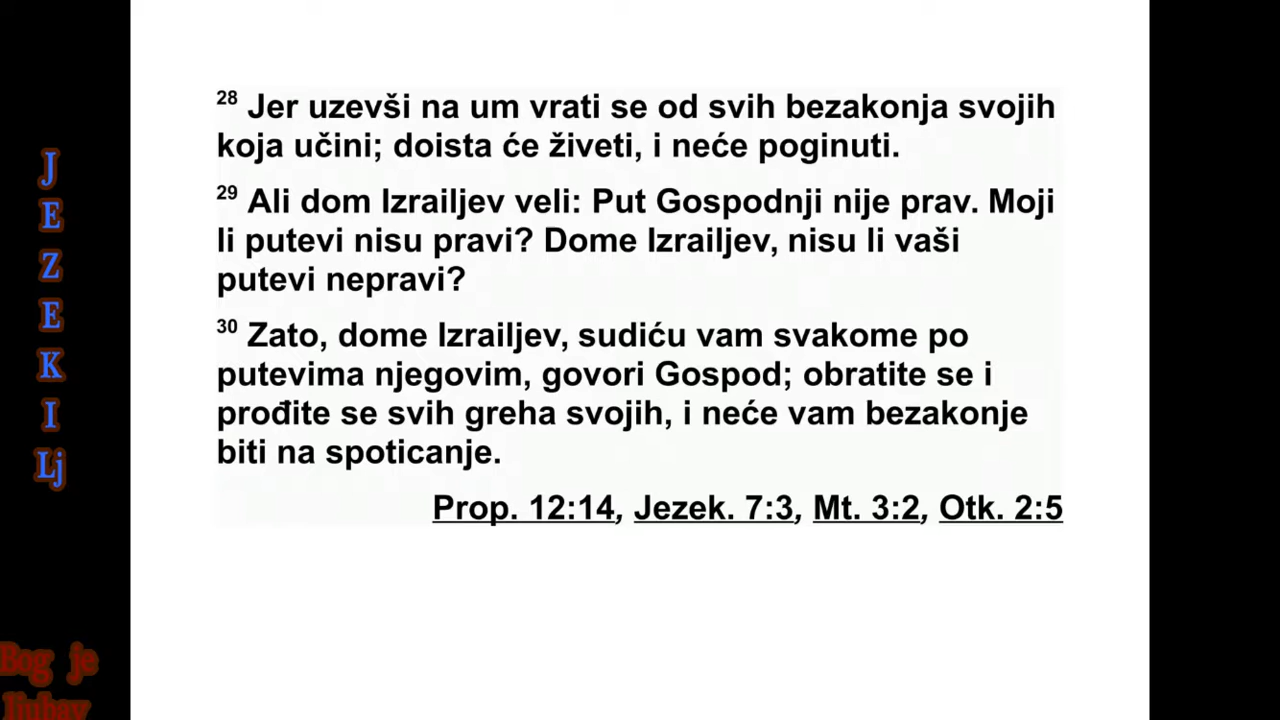 J
E
Z
E
K
I
Lj
28 Jer uzevši na um vrati se od svih bezakonja svojih
koja učini; doista će živeti, i neće poginuti.
29 Ali dom Izrailjev veli: Put Gospodnji nije prav. Moji
li putevi nisu pravi? Dome Izrailjev, nisu li vaši
putevi nepravi?
30 Zato, dome Izrailjev, sudiću vam svakome po
putevima njegovim, govori Gospod; obratite se i
prođite se svih greha svojih, i neće vam bezakonje
biti na spoticanje.
Prop. 12:14, Jezek. 7:3, Mt. 3:2, Otk. 2:5
Bog je
ljubav